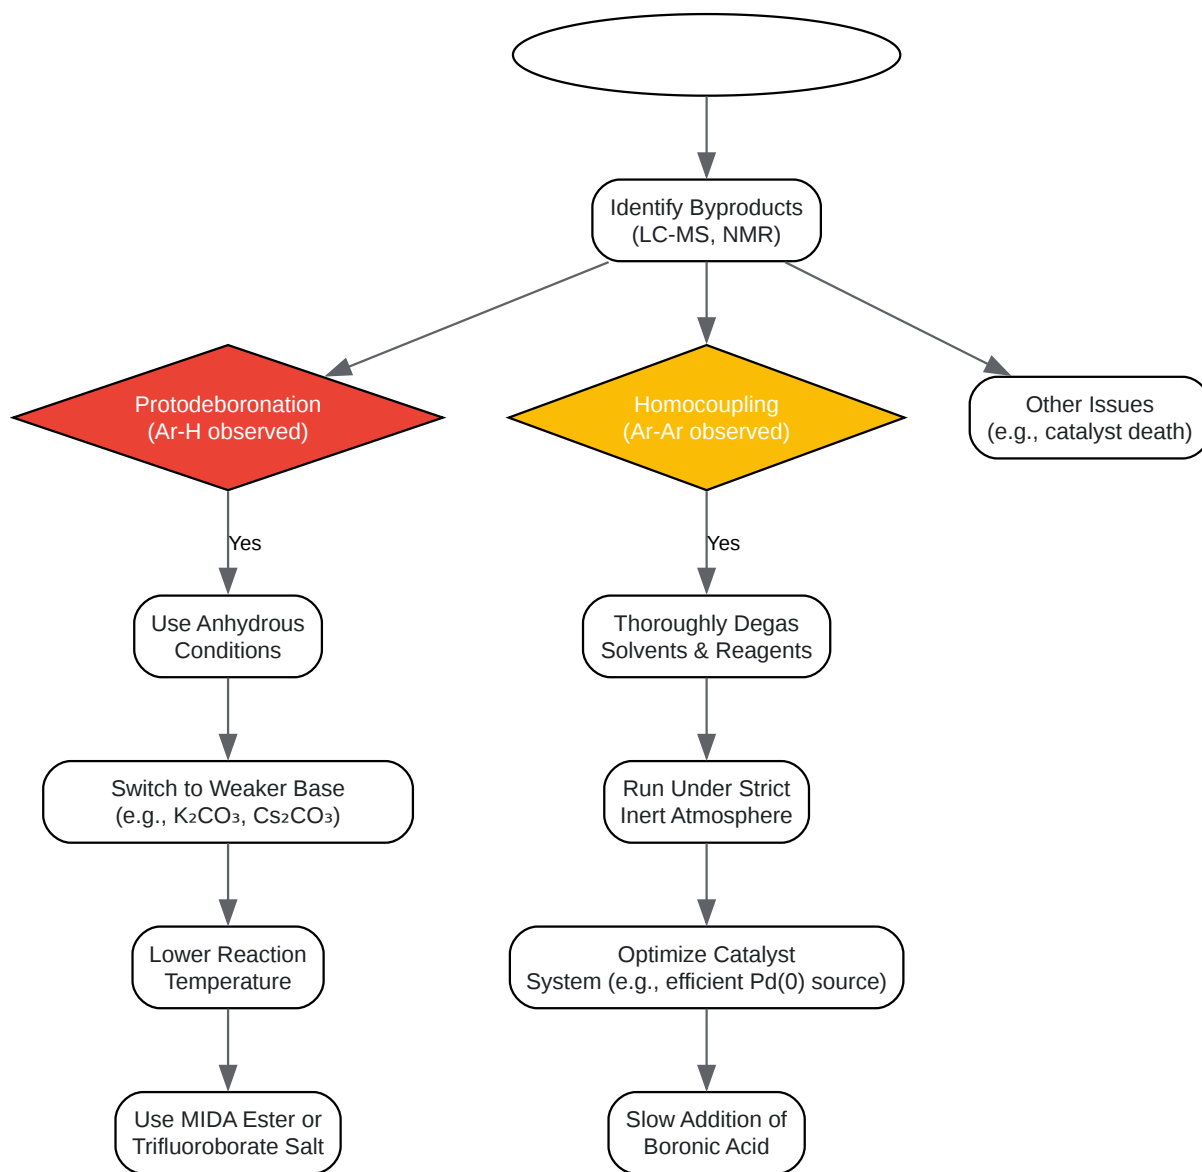 Identify Byproducts
(LC-MS, NMR)
Protodeboronation
(Ar-H observed)
Homocoupling
(Ar-Ar observed)
Other Issues
(e.g., catalyst death)
Yes
Yes
Use Anhydrous
Conditions
Thoroughly Degas
Solvents & Reagents
Switch to Weaker Base
(e.g., K₂CO₃, Cs₂CO₃)
Run Under Strict
Inert Atmosphere
Lower Reaction
Temperature
Optimize Catalyst
System (e.g., efficient Pd(0) source)
Use MIDA Ester or
Trifluoroborate Salt
Slow Addition of
Boronic Acid